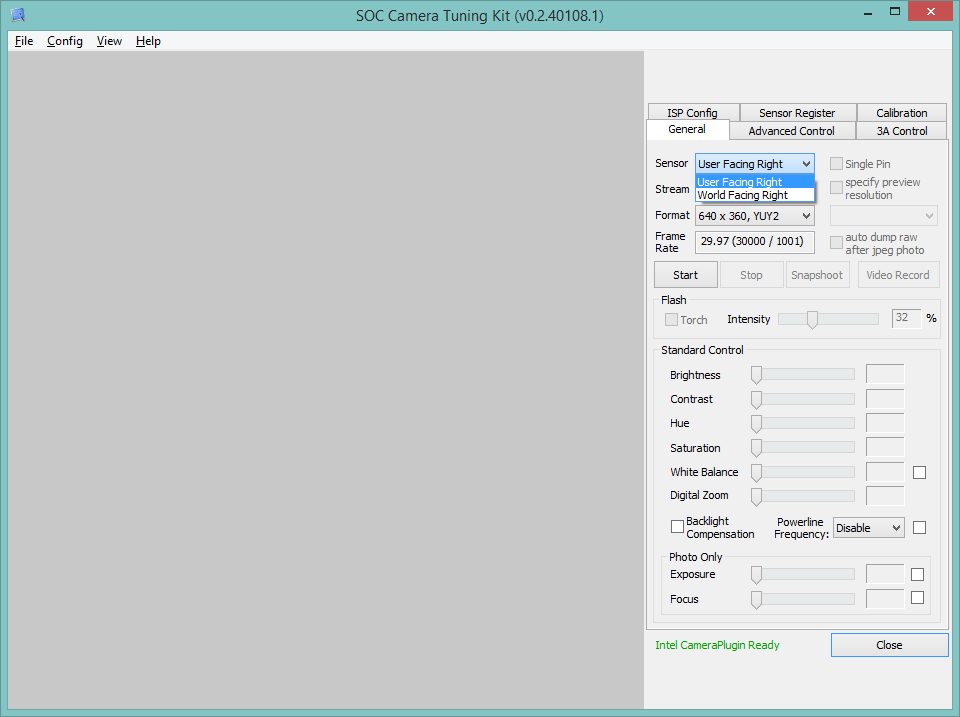 SOC Camera Tuning Kit (v0.2.40108.1)
File Config View Help
ISP Config Sensor Register Calibration
General Advanced Control 3A Control
Sensor User Facing Right Single Pin
User Facing Right
World Facing Right
Stream specify preview
resolution
Format 640 x 360, YUY2
Frame
Rate 29.97 (30000 / 1001) auto dump raw
after jpeg photo
Start Stop Snapshoot Video Record
Flash
Torch Intensity 32 %
Standard Control
Brightness
Contrast
Hue
Saturation
White Balance
Digital Zoom
Backlight
Compensation Powerline
Frequency: Disable
Photo Only
Exposure
Focus
Intel CameraPlugin Ready Close